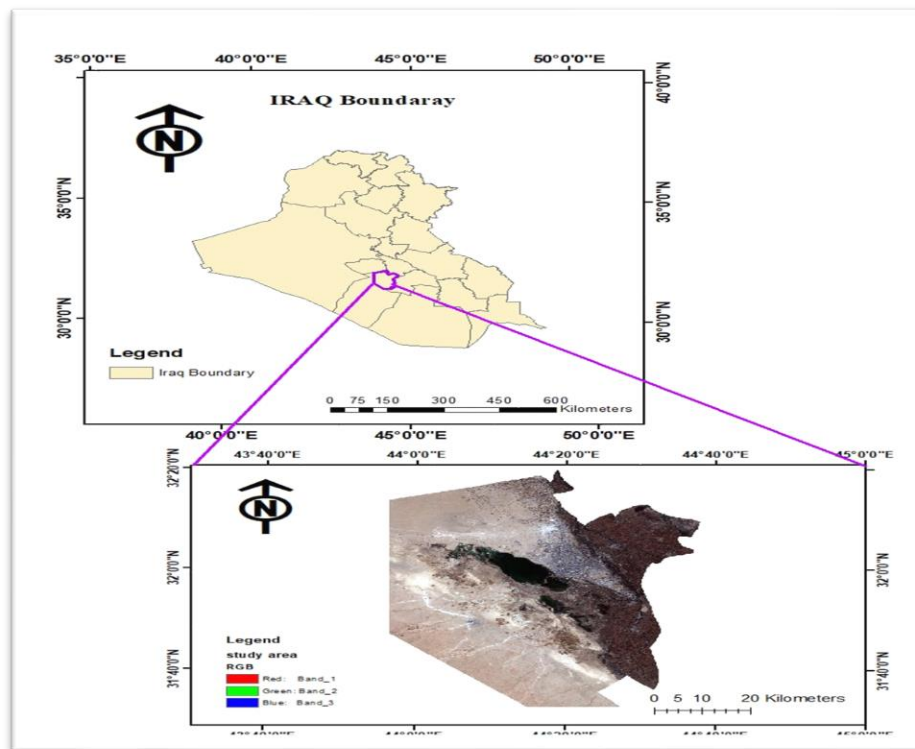 35°0'0"E 40°0'0"E 45°0'0"E 50°0'0"E
IRAQ Boundaray
N
40°0'0"N
35°0'0"N
35°0'0"N
30°0'0"N
30°0'0"N
Legend
Iraq Boundary
0 75 150 300 450 600
Kilometers
40°0'0"E 45°0'0"E 50°0'0"E
43°40'0"E 44°0'0"E 44°20'0"E 44°40'0"E 45°0'0"E
32°20'0"N
N
32°0'0"N
32°0'0"N
31°40'0"N
31°40'0"N
Legend
study area
RGB
Red: Band_1
Green: Band_2
Blue: Band_3
0 5 10 20 Kilometers